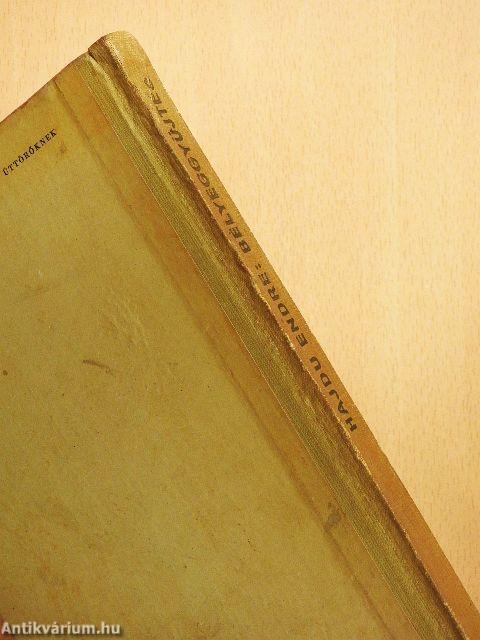 ÚTTÖRŐKNEK
HAJDU ENDRE: BÉLYEGGYŰJTÉS
Antikvárium.hu